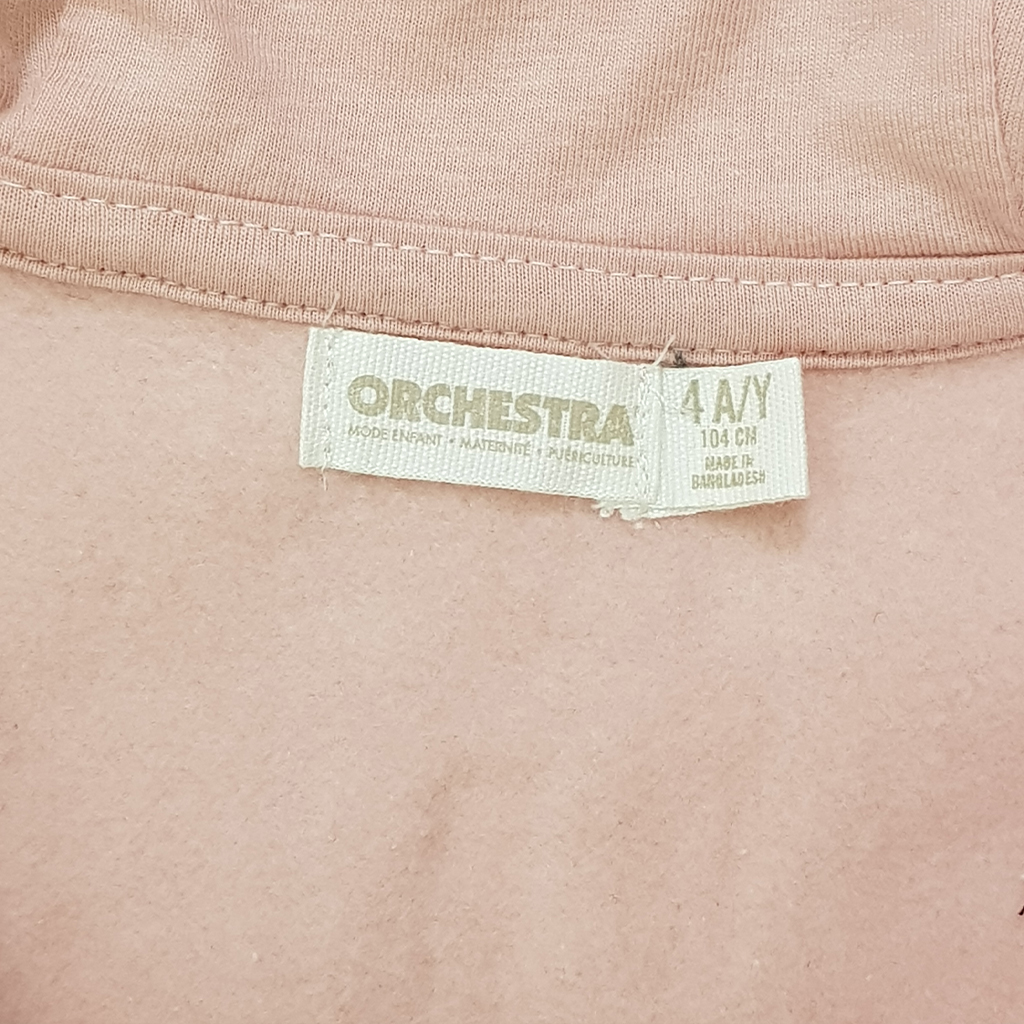 ORCHESTRA
MODE ENFANT • MATERNITÉ • PUÉRICULTURE
4 A/Y
104 CM
MADE IN
BANGLADESH